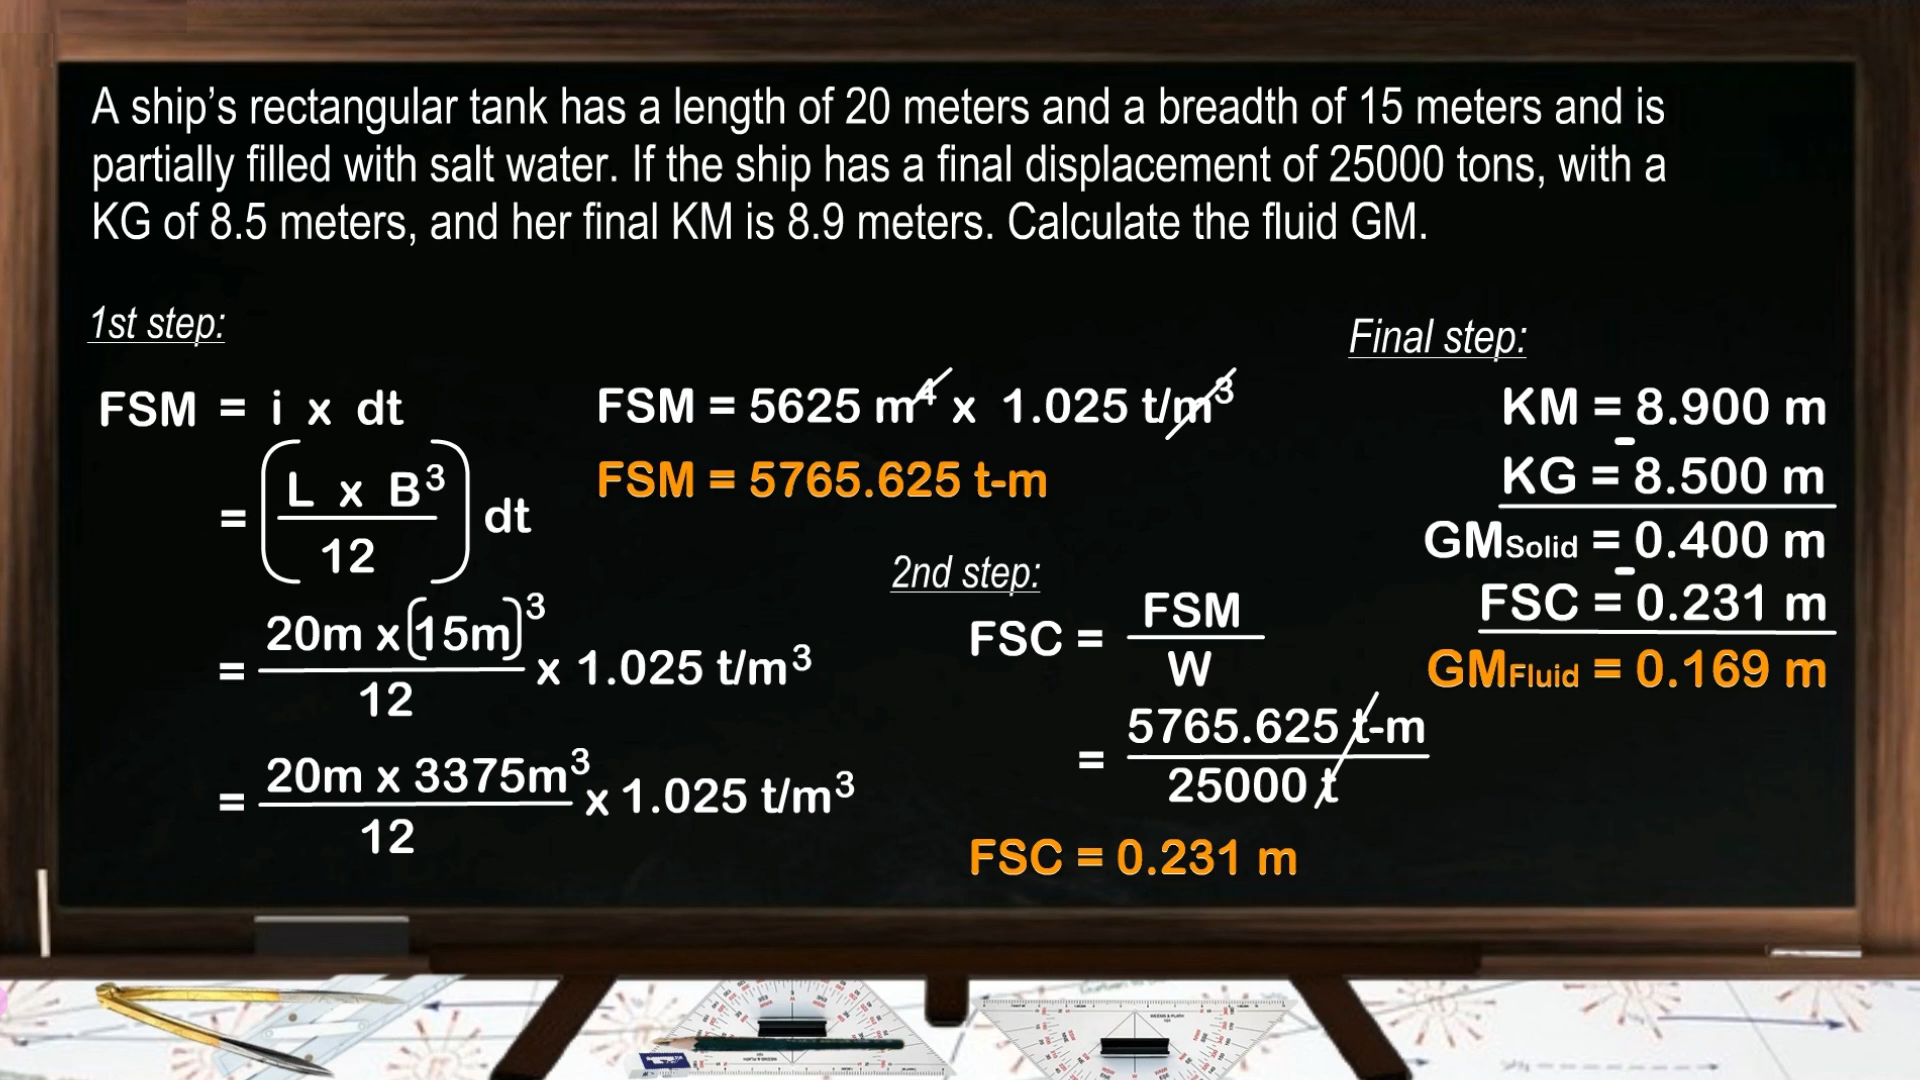 A ship’s rectangular tank has a length of 20 meters and a breadth of 15 meters and is
partially filled with salt water. If the ship has a final displacement of 25000 tons, with a
KG of 8.5 meters, and her final KM is 8.9 meters. Calculate the fluid GM.
1st step:
FSM = i x dt
= (L x B³ / 12) dt
= 20m x (15m)³ / 12 x 1.025 t/m³
= 20m x 3375m³ / 12 x 1.025 t/m³
FSM = 5625 m⁴ x 1.025 t/m³
FSM = 5765.625 t-m
2nd step:
FSC = FSM / W
= 5765.625 t-m / 25000 t
FSC = 0.231 m
Final step:
KM = 8.900 m
-
KG = 8.500 m
GMSolid = 0.400 m
-
FSC = 0.231 m
GMFluid = 0.169 m